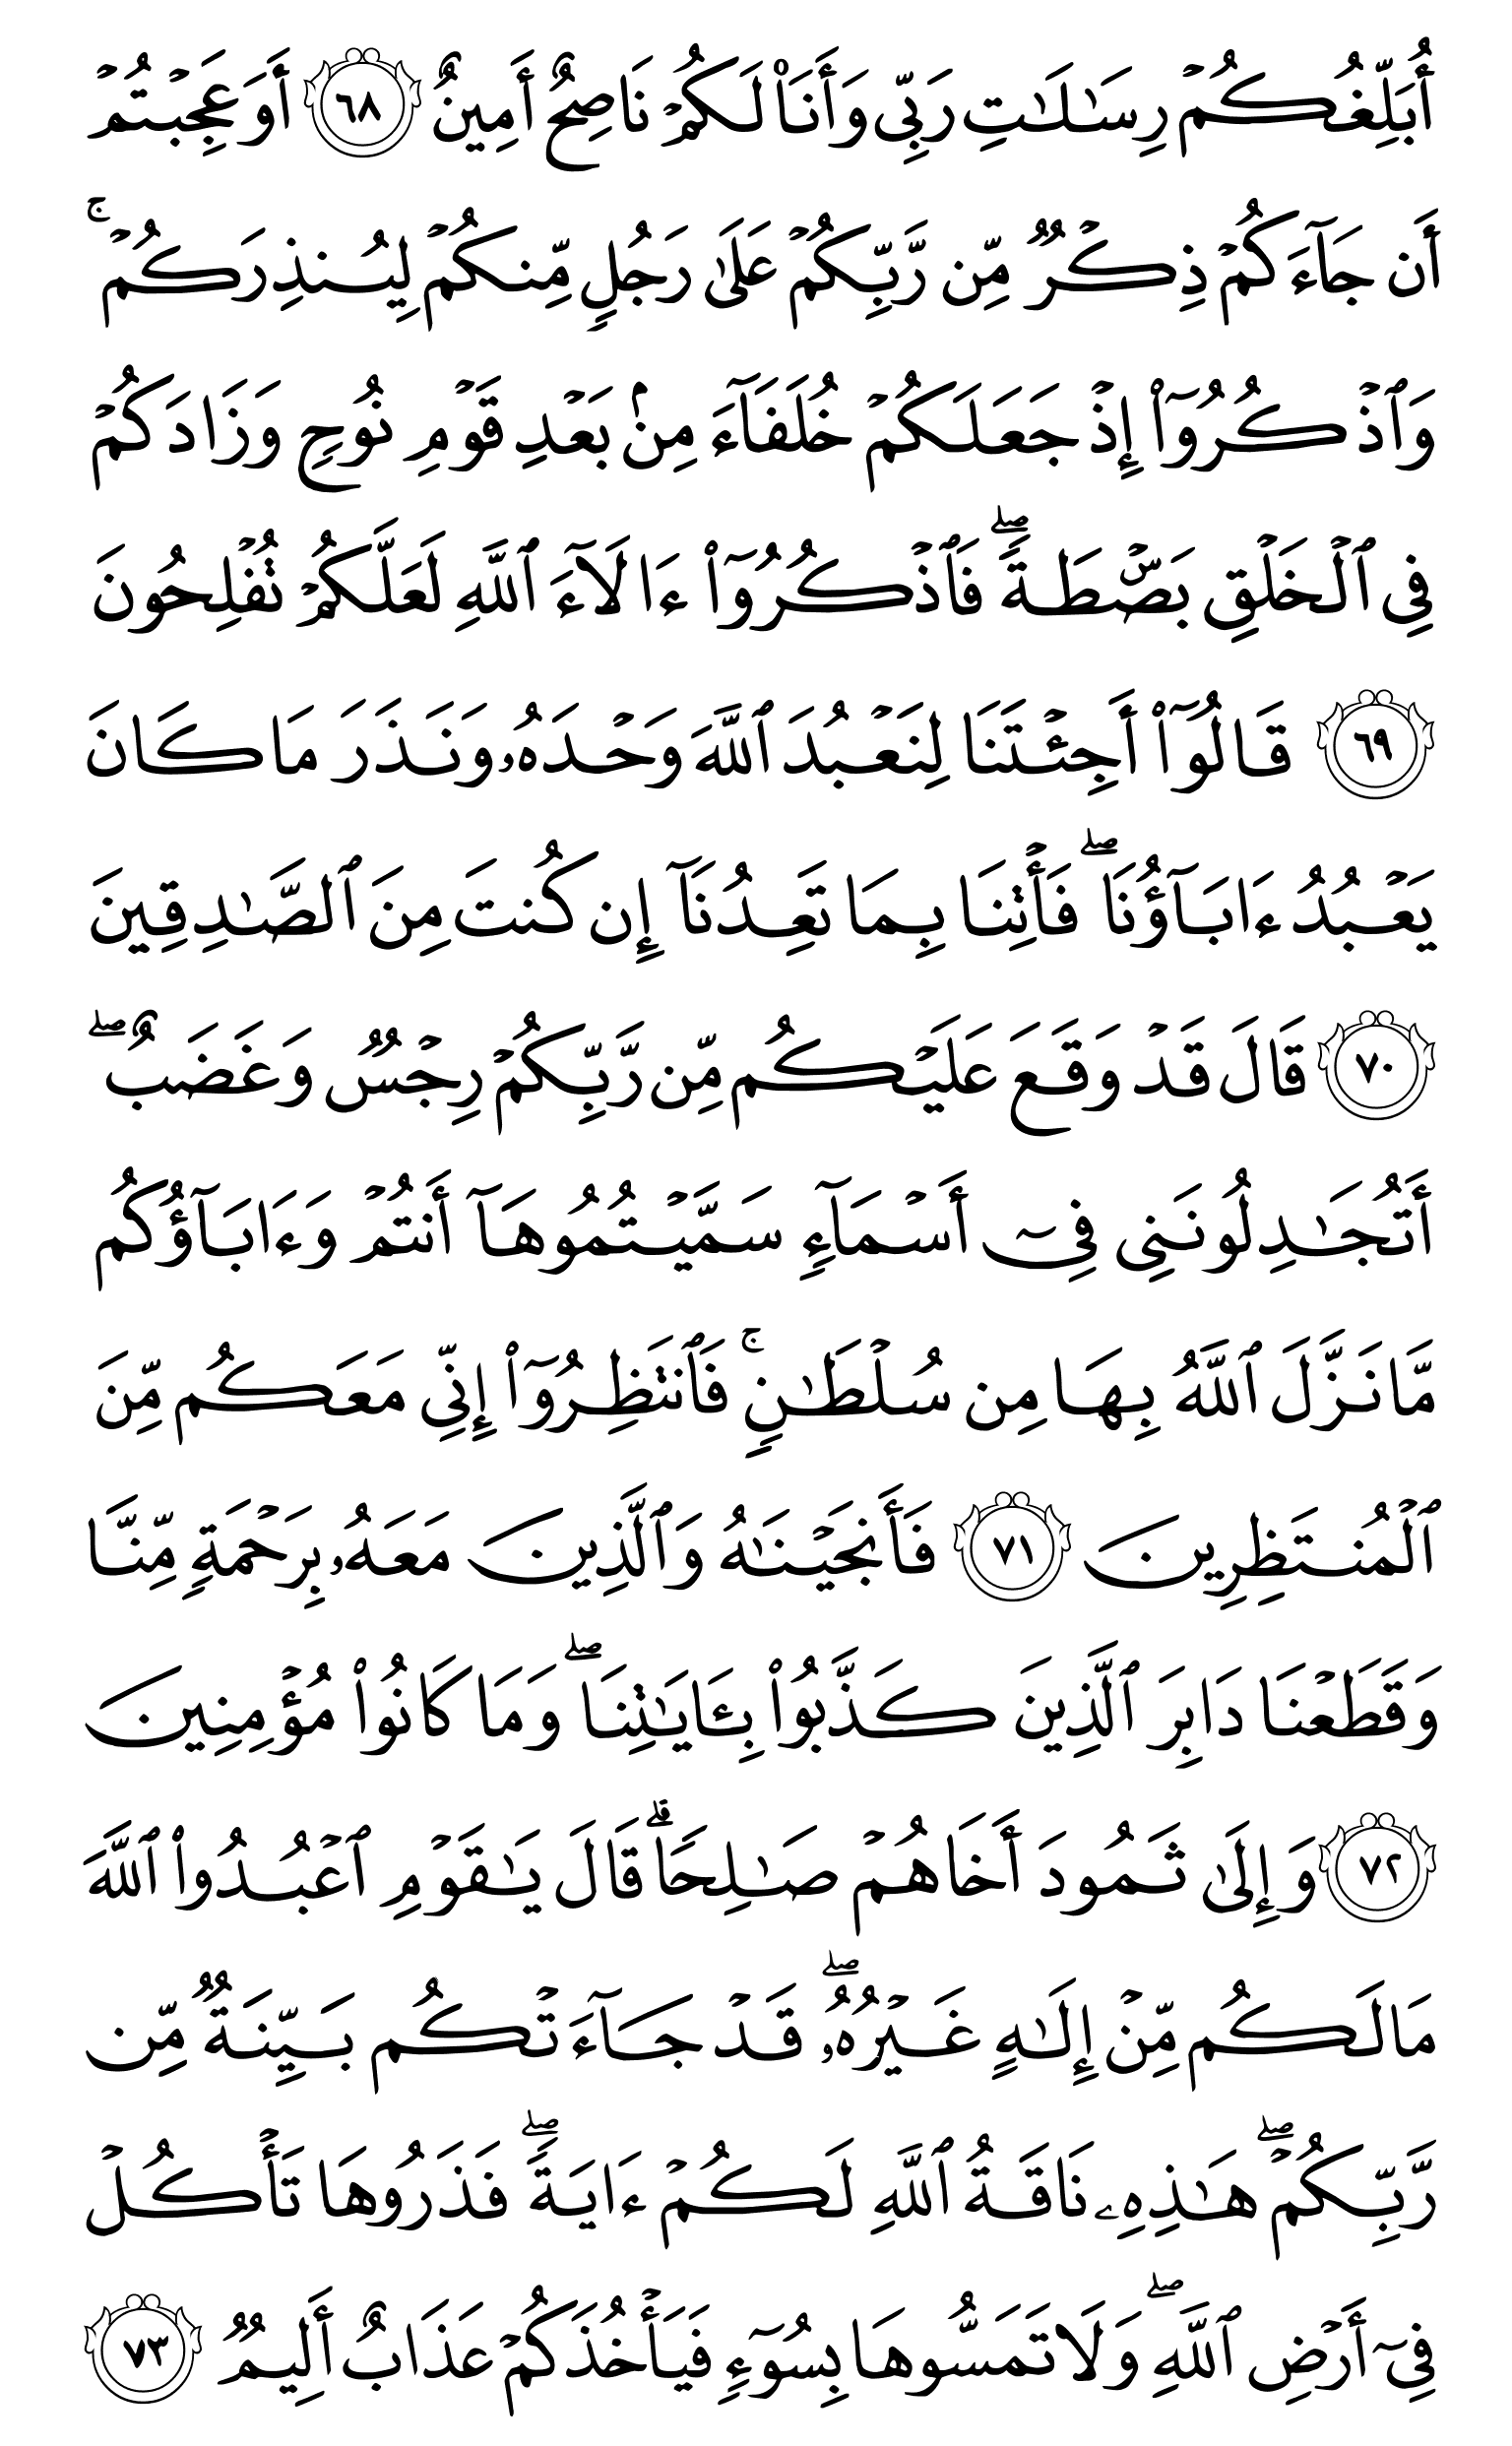 أُبَلِّغُكُمْ رِسَـٰلَـٰتِ رَبِّى وَأَنَا۠ لَكُمْ نَاصِحٌ أَمِينٌ ٦٨ أَوَعَجِبْتُمْ
أَن جَآءَكُمْ ذِكْرٌ مِّن رَّبِّكُمْ عَلَىٰ رَجُلٍ مِّنكُمْ لِيُنذِرَكُمْ ۚ
وَٱذْكُرُوٓا۟ إِذْ جَعَلَكُمْ خُلَفَآءَ مِنۢ بَعْدِ قَوْمِ نُوحٍ وَزَادَكُمْ
فِى ٱلْخَلْقِ بَصْۜطَةً ۖ فَٱذْكُرُوٓا۟ ءَالَآءَ ٱللَّهِ لَعَلَّكُمْ تُفْلِحُونَ
٦٩ قَالُوٓا۟ أَجِئْتَنَا لِنَعْبُدَ ٱللَّهَ وَحْدَهُۥ وَنَذَرَ مَا كَانَ
يَعْبُدُ ءَابَآؤُنَا ۖ فَأْتِنَا بِمَا تَعِدُنَآ إِن كُنتَ مِنَ ٱلصَّـٰدِقِينَ
٧٠ قَالَ قَدْ وَقَعَ عَلَيْكُم مِّن رَّبِّكُمْ رِجْسٌ وَغَضَبٌ ۖ
أَتُجَـٰدِلُونَنِى فِىٓ أَسْمَآءٍ سَمَّيْتُمُوهَآ أَنتُمْ وَءَابَآؤُكُم
مَّا نَزَّلَ ٱللَّهُ بِهَا مِن سُلْطَـٰنٍ ۚ فَٱنتَظِرُوٓا۟ إِنِّى مَعَكُم مِّنَ
ٱلْمُنتَظِرِينَ ٧١ فَأَنجَيْنَـٰهُ وَٱلَّذِينَ مَعَهُۥ بِرَحْمَةٍ مِّنَّا
وَقَطَعْنَا دَابِرَ ٱلَّذِينَ كَذَّبُوا۟ بِـَٔايَـٰتِنَا ۖ وَمَا كَانُوا۟ مُؤْمِنِينَ
٧٢ وَإِلَىٰ ثَمُودَ أَخَاهُمْ صَـٰلِحًا ۗ قَالَ يَـٰقَوْمِ ٱعْبُدُوا۟ ٱللَّهَ
مَا لَكُم مِّنْ إِلَـٰهٍ غَيْرُهُۥ ۖ قَدْ جَآءَتْكُم بَيِّنَةٌ مِّن
رَّبِّكُمْ ۖ هَـٰذِهِۦ نَاقَةُ ٱللَّهِ لَكُمْ ءَايَةً ۖ فَذَرُوهَا تَأْكُلْ
فِىٓ أَرْضِ ٱللَّهِ ۖ وَلَا تَمَسُّوهَا بِسُوٓءٍ فَيَأْخُذَكُمْ عَذَابٌ أَلِيمٌ ٧٣